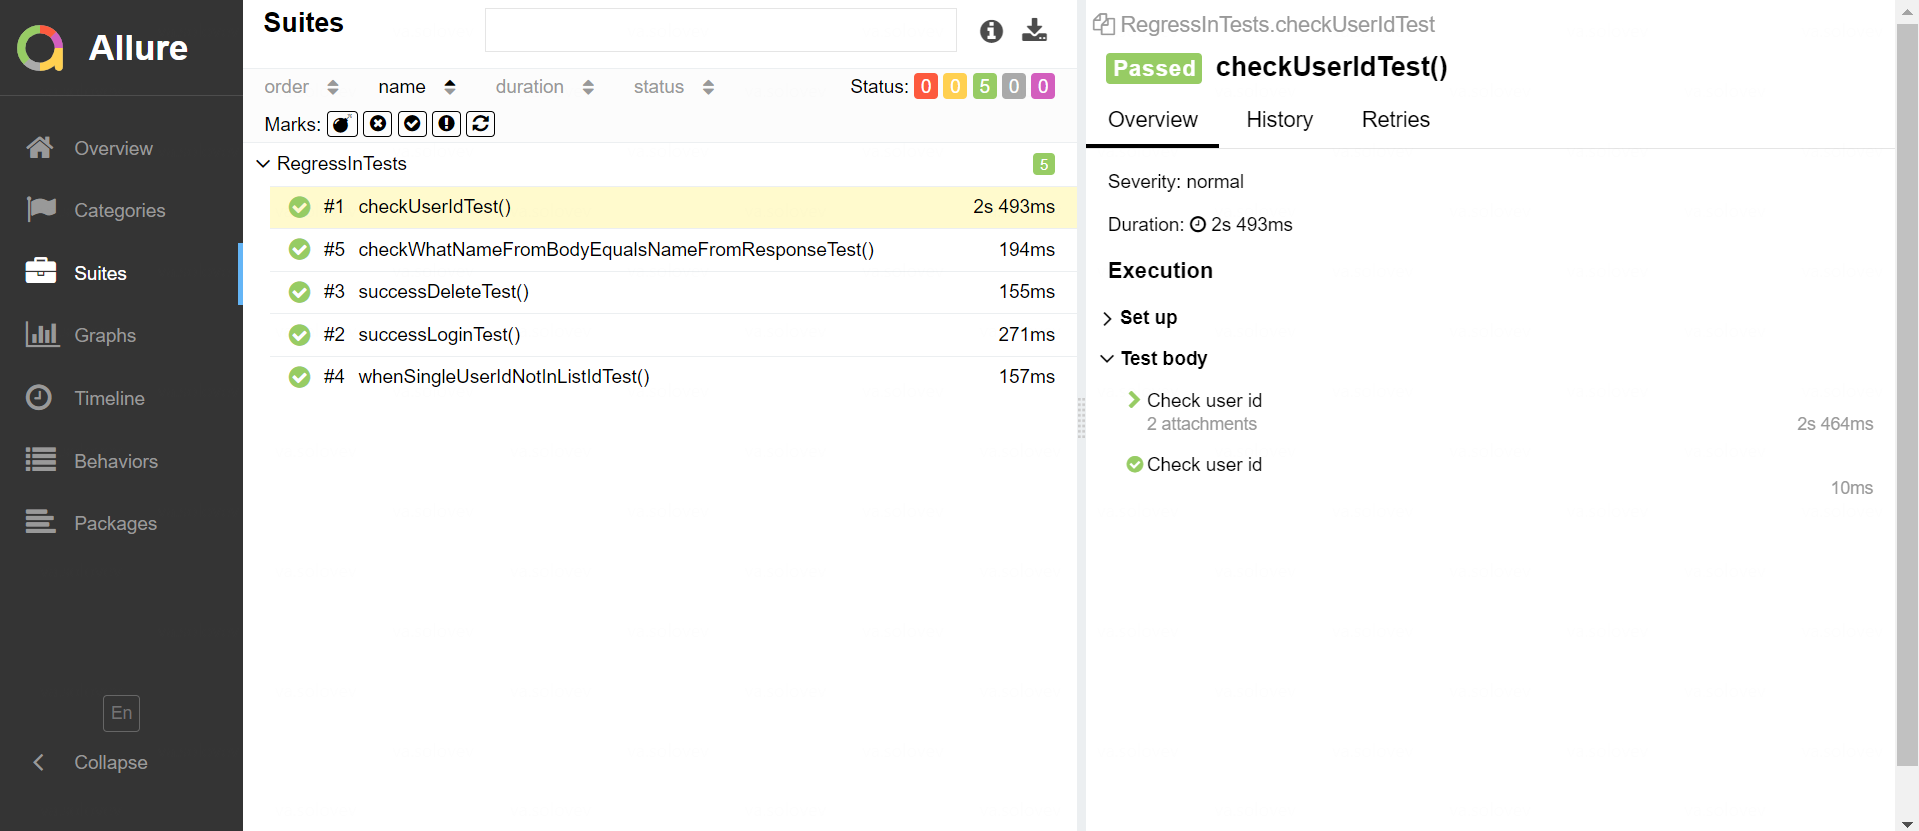 Allure
Overview
Categories
Suites
Graphs
Timeline
Behaviors
Packages
En
Collapse
Suites
order name duration status Status: 0 0 5 0 0
Marks:
RegressInTests 5
#1 checkUserIdTest() 2s 493ms
#5 checkWhatNameFromBodyEqualsNameFromResponseTest() 194ms
#3 successDeleteTest() 155ms
#2 successLoginTest() 271ms
#4 whenSingleUserIdNotInListIdTest() 157ms
RegressInTests.checkUserIdTest
Passed checkUserIdTest()
Overview History Retries
Severity: normal
Duration: 2s 493ms
Execution
Set up
Test body
Check user id
2 attachments 2s 464ms
Check user id
10ms